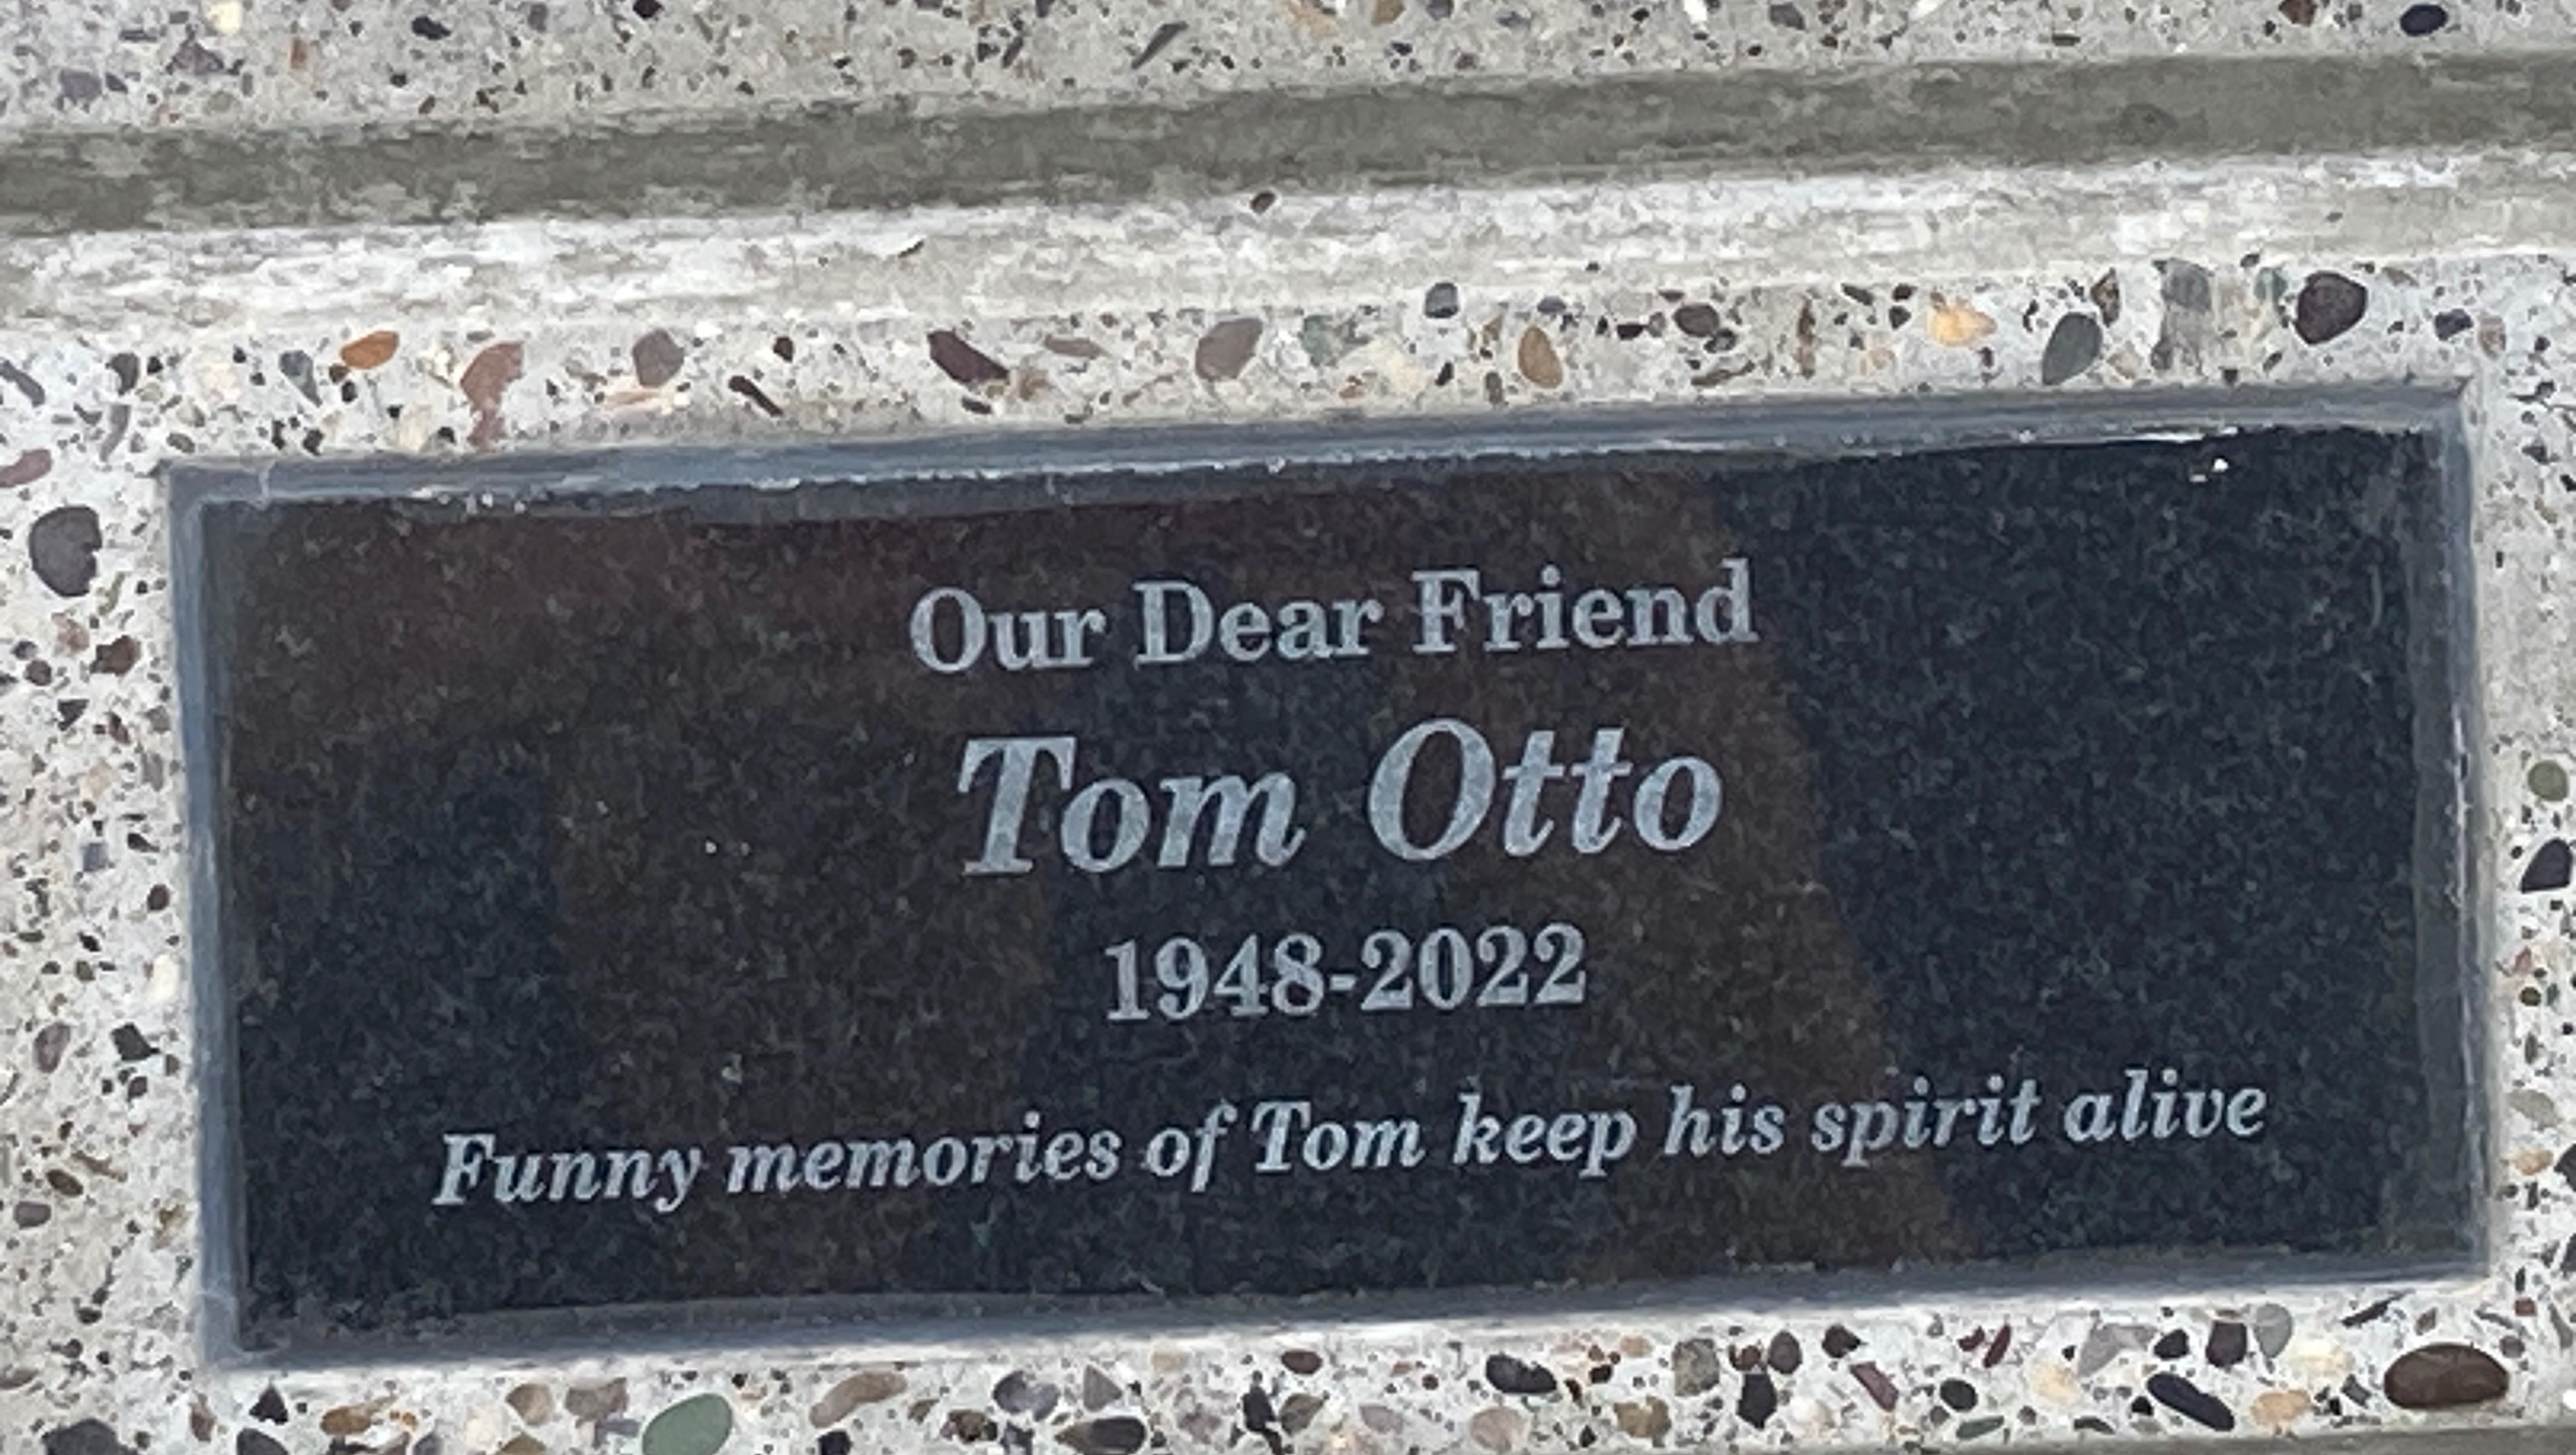 Our Dear Friend
Tom Otto
1948-2022
Funny memories of Tom keep his spirit alive